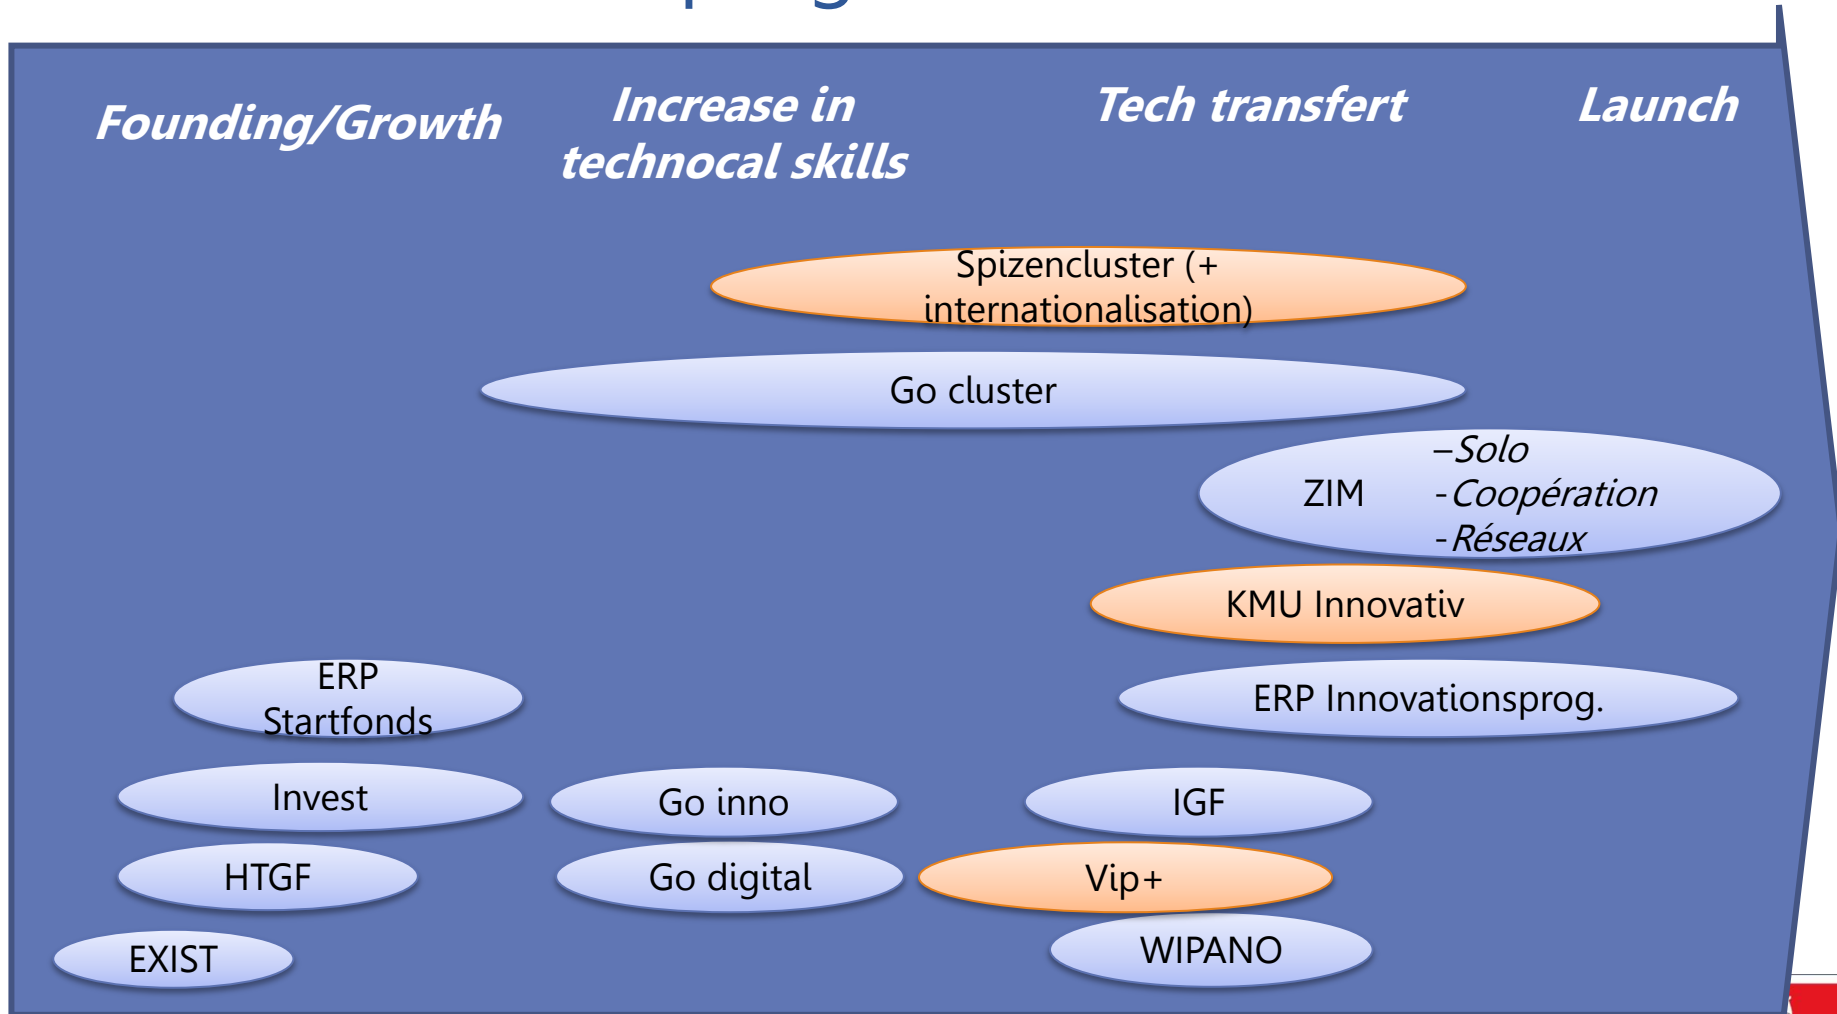 Founding/Growth
Increase in
technocal skills
Tech transfert
Launch
Spizencluster (+
internationalisation)
Go cluster
ZIM
–Solo
-Coopération
-Réseaux
KMU Innovativ
ERP
Startfonds
ERP Innovationsprog.
Invest
Go inno
IGF
HTGF
Go digital
Vip+
EXIST
WIPANO